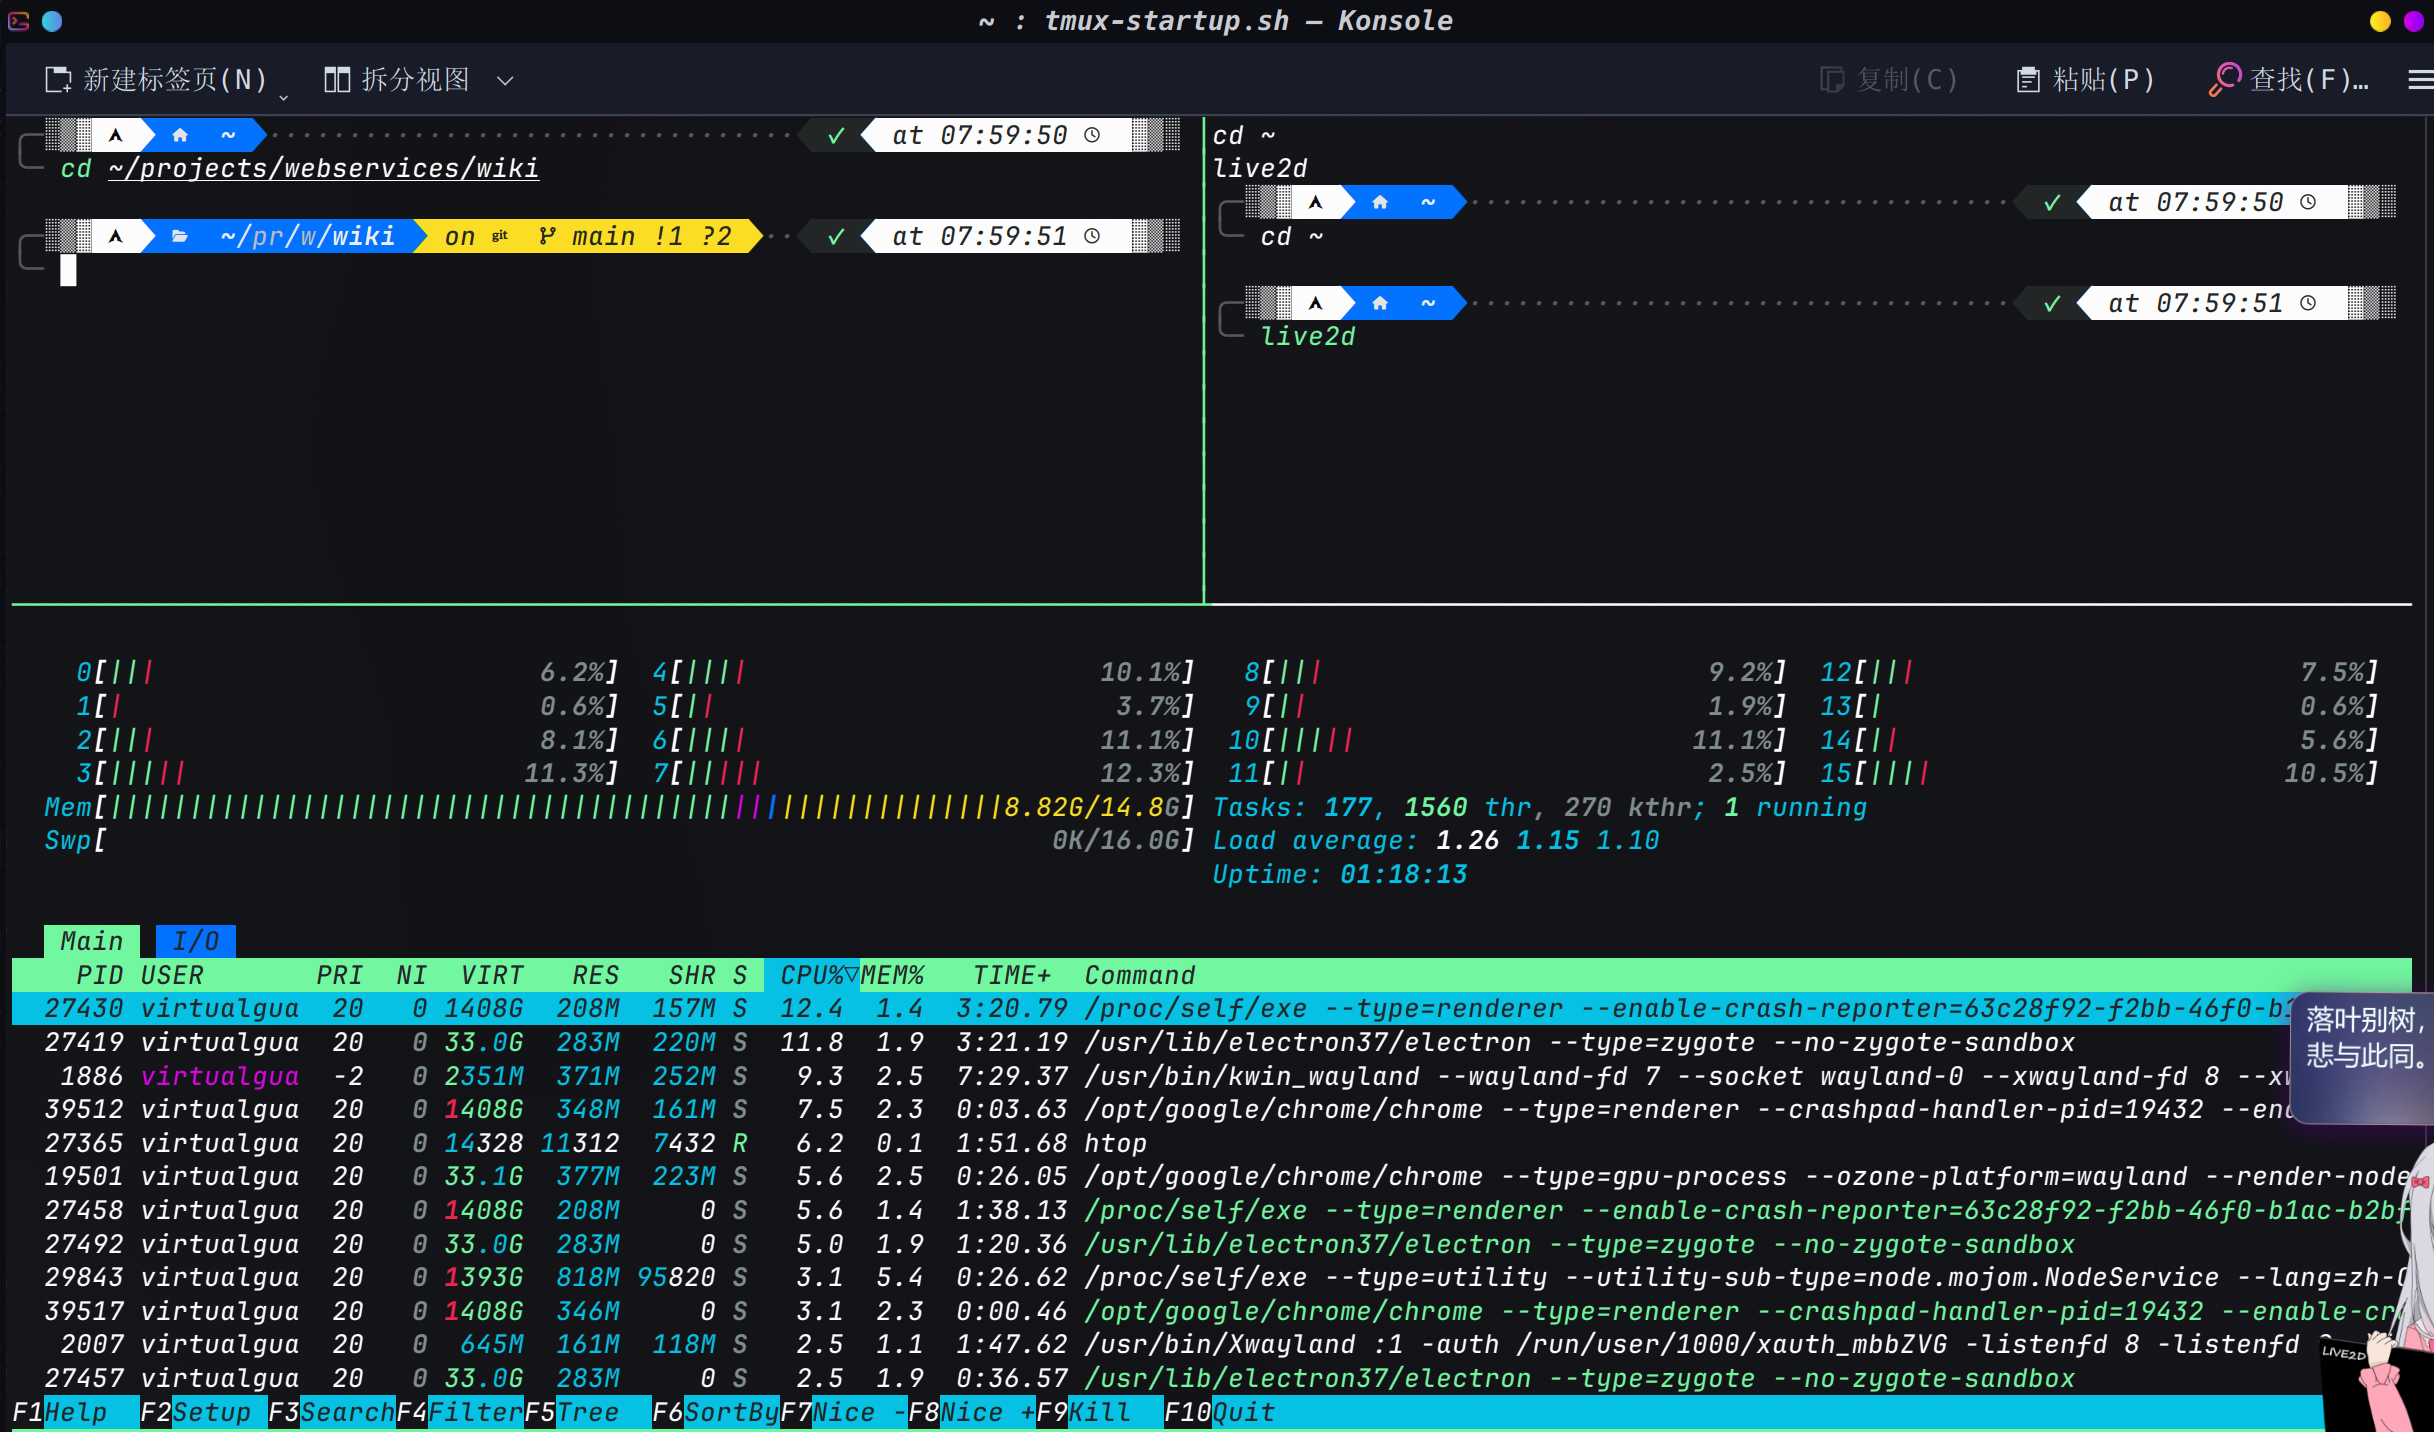 ~ : tmux-startup.sh — Konsole
新建标签页(N) 拆分视图 复制(C) 粘贴(P) 查找(F)…
~ ✓ at 07:59:50
cd ~/projects/webservices/wiki
~/pr/w/wiki on git main !1 ?2 ✓ at 07:59:51
cd ~
live2d
~ ✓ at 07:59:50
cd ~
~ ✓ at 07:59:51
live2d
0[||| 6.2%] 4[|||| 10.1%] 8[||| 9.2%] 12[||| 7.5%]
1[| 0.6%] 5[|| 3.7%] 9[|| 1.9%] 13[| 0.6%]
2[||| 8.1%] 6[|||| 11.1%] 10[||||| 11.1%] 14[|| 5.6%]
3[||||| 11.3%] 7[||||| 12.3%] 11[|| 2.5%] 15[|||| 10.5%]
Mem[||||||||||||||||||||||||||||||||||||||||||||||||||||||||8.82G/14.8G] Tasks: 177, 1560 thr, 270 kthr; 1 running
Swp[ 0K/16.0G] Load average: 1.26 1.15 1.10
Uptime: 01:18:13
Main I/O
PID USER PRI NI VIRT RES SHR S CPU%▽MEM% TIME+ Command
27430 virtualgua 20 0 1408G 208M 157M S 12.4 1.4 3:20.79 /proc/self/exe --type=renderer --enable-crash-reporter=63c28f92-f2bb-46f0-b1
27419 virtualgua 20 0 33.0G 283M 220M S 11.8 1.9 3:21.19 /usr/lib/electron37/electron --type=zygote --no-zygote-sandbox
1886 virtualgua -2 0 2351M 371M 252M S 9.3 2.5 7:29.37 /usr/bin/kwin_wayland --wayland-fd 7 --socket wayland-0 --xwayland-fd 8 --xw
39512 virtualgua 20 0 1408G 348M 161M S 7.5 2.3 0:03.63 /opt/google/chrome/chrome --type=renderer --crashpad-handler-pid=19432 --ena
27365 virtualgua 20 0 14328 11312 7432 R 6.2 0.1 1:51.68 htop
19501 virtualgua 20 0 33.1G 377M 223M S 5.6 2.5 0:26.05 /opt/google/chrome/chrome --type=gpu-process --ozone-platform=wayland --render-node
27458 virtualgua 20 0 1408G 208M 0 S 5.6 1.4 1:38.13 /proc/self/exe --type=renderer --enable-crash-reporter=63c28f92-f2bb-46f0-b1ac-b2bf
27492 virtualgua 20 0 33.0G 283M 0 S 5.0 1.9 1:20.36 /usr/lib/electron37/electron --type=zygote --no-zygote-sandbox
29843 virtualgua 20 0 1393G 818M 95820 S 3.1 5.4 0:26.62 /proc/self/exe --type=utility --utility-sub-type=node.mojom.NodeService --lang=zh-C
39517 virtualgua 20 0 1408G 346M 0 S 3.1 2.3 0:00.46 /opt/google/chrome/chrome --type=renderer --crashpad-handler-pid=19432 --enable-cr
2007 virtualgua 20 0 645M 161M 118M S 2.5 1.1 1:47.62 /usr/bin/Xwayland :1 -auth /run/user/1000/xauth_mbbZVG -listenfd 8 -listenfd
27457 virtualgua 20 0 33.0G 283M 0 S 2.5 1.9 0:36.57 /usr/lib/electron37/electron --type=zygote --no-zygote-sandbox
F1Help F2Setup F3SearchF4FilterF5Tree F6SortByF7Nice -F8Nice +F9Kill F10Quit
落叶别树,
悲与此同。
LIVE2D